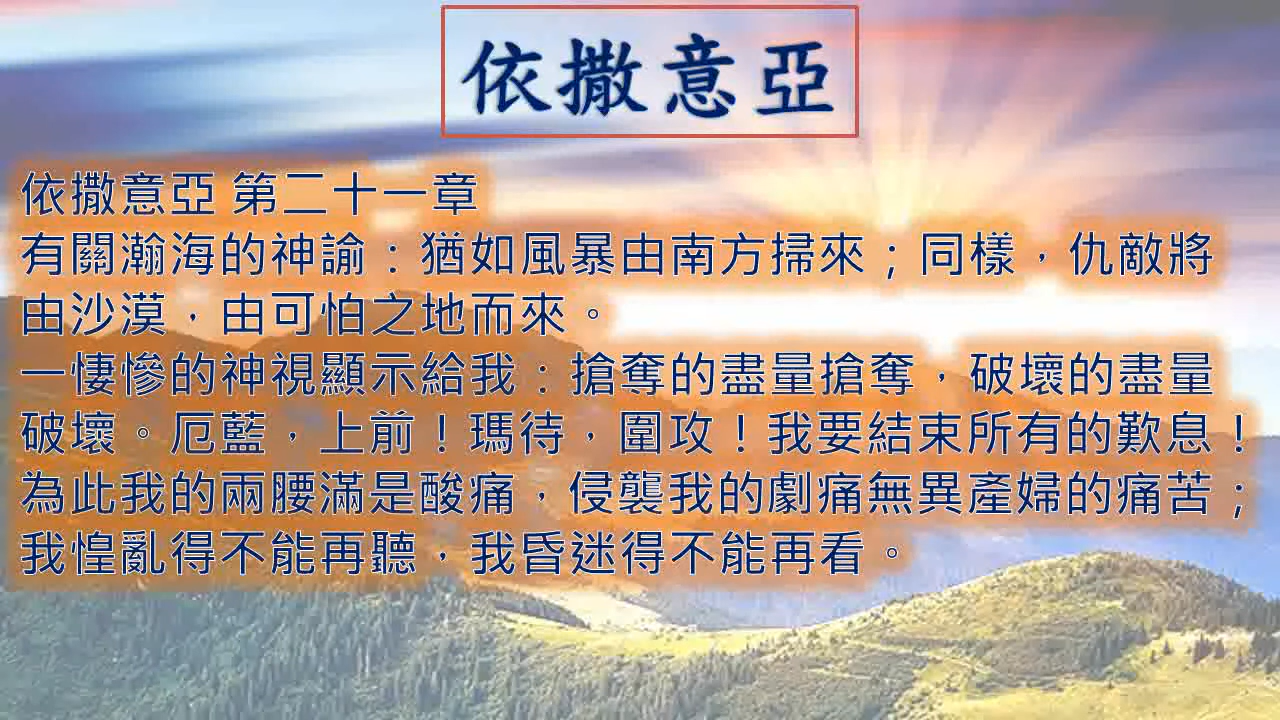 依撒意亞
依撒意亞 第二十一章
有關瀚海的神諭：猶如風暴由南方掃來；同樣，仇敵將
由沙漠，由可怕之地而來。
一悽慘的神視顯示給我：搶奪的盡量搶奪，破壞的盡量
破壞。厄藍，上前！瑪待，圍攻！我要結束所有的歎息！
為此我的兩腰滿是酸痛，侵襲我的劇痛無異產婦的痛苦；
我惶亂得不能再聽，我昏迷得不能再看。